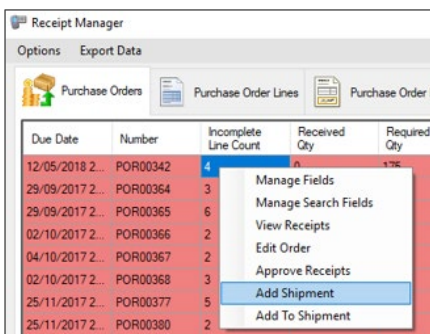 Receipt Manager
Options Export Data
Purchase Orders Purchase Order Lines Purchase Order
Due Date Number Incomplete Line Count Received Qty Required Qty
12/05/2018 2... POR00342 4 0 175
29/09/2017 2... POR00364 3
29/09/2017 2... POR00365 6
02/10/2017 2... POR00366 2
04/10/2017 2... POR00367 2
02/10/2017 2... POR00368 3
25/11/2017 2... POR00377 5
25/11/2017 2... POR00380 2
Manage Fields
Manage Search Fields
View Receipts
Edit Order
Approve Receipts
Add Shipment
Add To Shipment